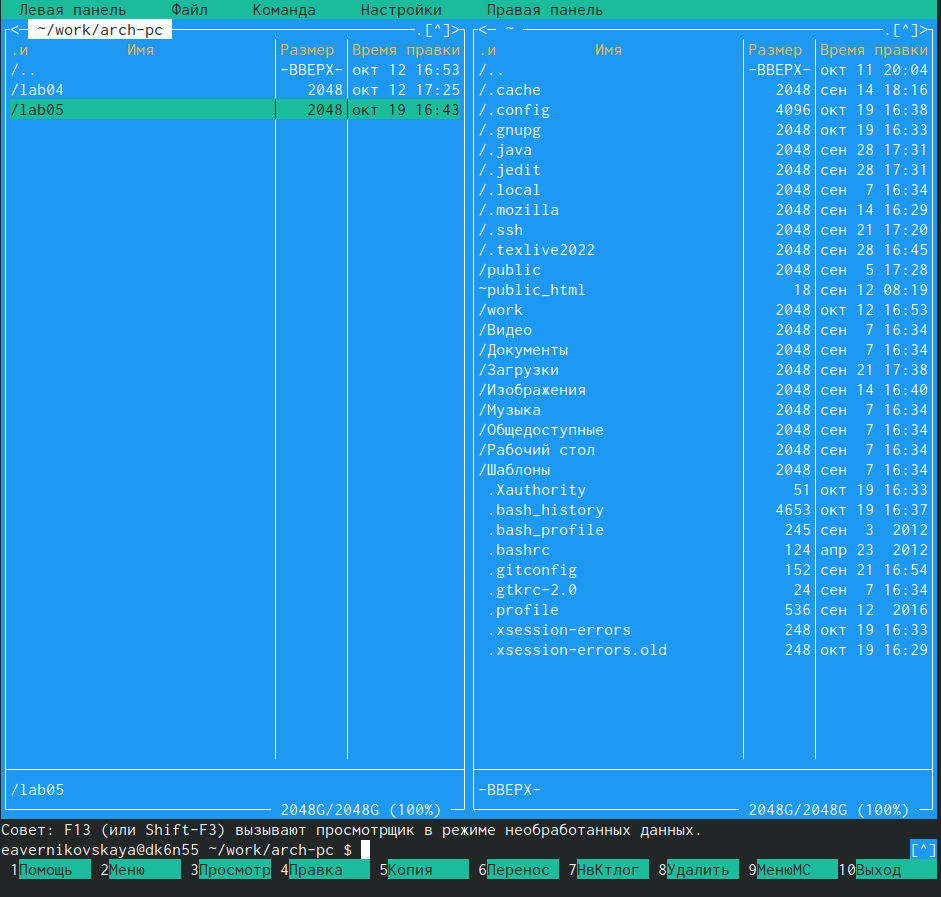 Левая панель Файл Команда Настройки Правая панель
<─ ~/work/arch-pc .[^]>
.и Имя Размер Время правки
/.. -ВВЕРХ- окт 12 16:53
/lab04 2048 окт 12 17:25
/lab05 2048 окт 19 16:43
/lab05
2048G/2048G (100%)
<─ ~ .[^]>
.и Имя Размер Время правки
/.. -ВВЕРХ- окт 11 20:04
/.cache 2048 сен 14 18:16
/.config 4096 окт 19 16:38
/.gnupg 2048 окт 19 16:33
/.java 2048 сен 28 17:31
/.jedit 2048 сен 28 17:31
/.local 2048 сен 7 16:34
/.mozilla 2048 сен 14 16:29
/.ssh 2048 сен 21 17:20
/.texlive2022 2048 сен 28 16:45
/public 2048 сен 5 17:28
~public_html 18 сен 12 08:19
/work 2048 окт 12 16:53
/Видео 2048 сен 7 16:34
/Документы 2048 сен 7 16:34
/Загрузки 2048 сен 21 17:38
/Изображения 2048 сен 14 16:40
/Музыка 2048 сен 7 16:34
/Общедоступные 2048 сен 7 16:34
/Рабочий стол 2048 сен 7 16:34
/Шаблоны 2048 сен 7 16:34
.Xauthority 51 окт 19 16:33
.bash_history 4653 окт 19 16:37
.bash_profile 245 сен 3 2012
.bashrc 124 апр 23 2012
.gitconfig 152 сен 21 16:54
.gtkrc-2.0 24 сен 7 16:34
.profile 536 сен 12 2016
.xsession-errors 248 окт 19 16:33
.xsession-errors.old 248 окт 19 16:29
-ВВЕРХ-
2048G/2048G (100%)
Совет: F13 (или Shift-F3) вызывают просмотрщик в режиме необработанных данных.
eavernikovskaya@dk6n55 ~/work/arch-pc $ [^]
1Помощь 2Меню 3Просмотр 4Правка 5Копия 6Перенос 7НвКтлог 8Удалить 9МенюMC 10Выход